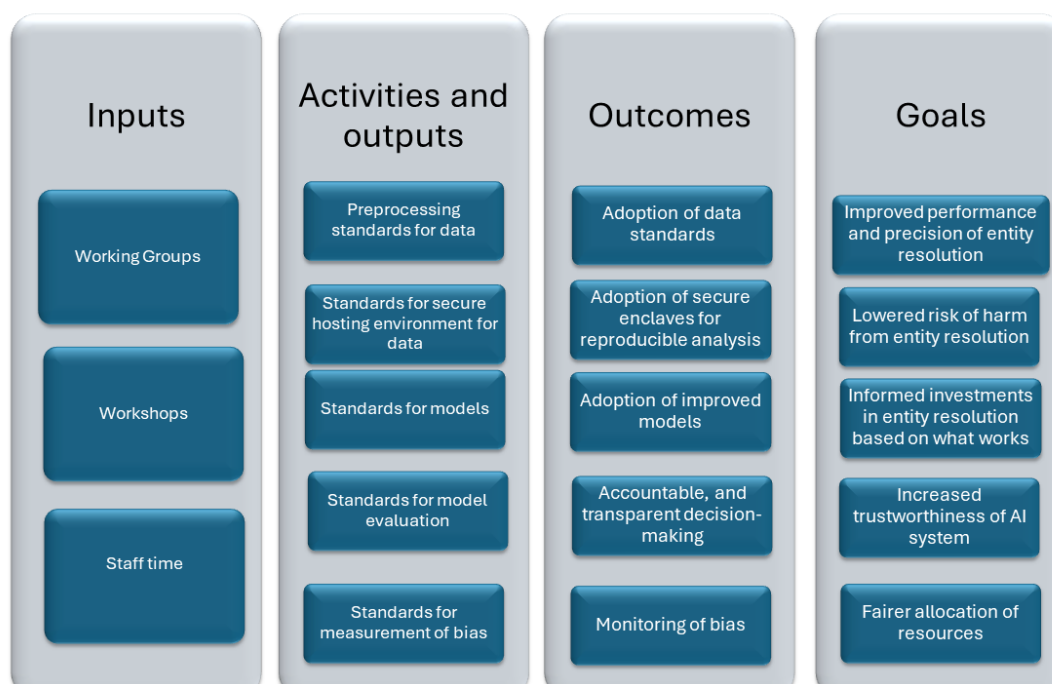 Inputs
Working Groups
Workshops
Staff time
Activities and
outputs
Preprocessing
standards for data
Standards for secure
hosting environment for
data
Standards for models
Standards for model
evaluation
Standards for
measurement of bias
Outcomes
Adoption of data
standards
Adoption of secure
enclaves for
reproducible analysis
Adoption of improved
models
Accountable, and
transparent decision-
making
Monitoring of bias
Goals
Improved performance
and precision of entity
resolution
Lowered risk of harm
from entity resolution
Informed investments
in entity resolution
based on what works
Increased
trustworthiness of AI
system
Fairer allocation of
resources